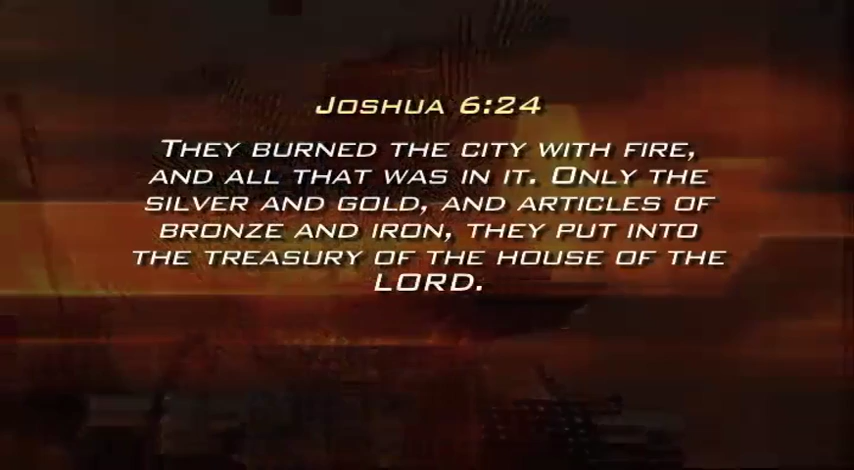 Joshua 6:24
They burned the city with fire,
and all that was in it. Only the
silver and gold, and articles of
bronze and iron, they put into
the treasury of the house of the
LORD.